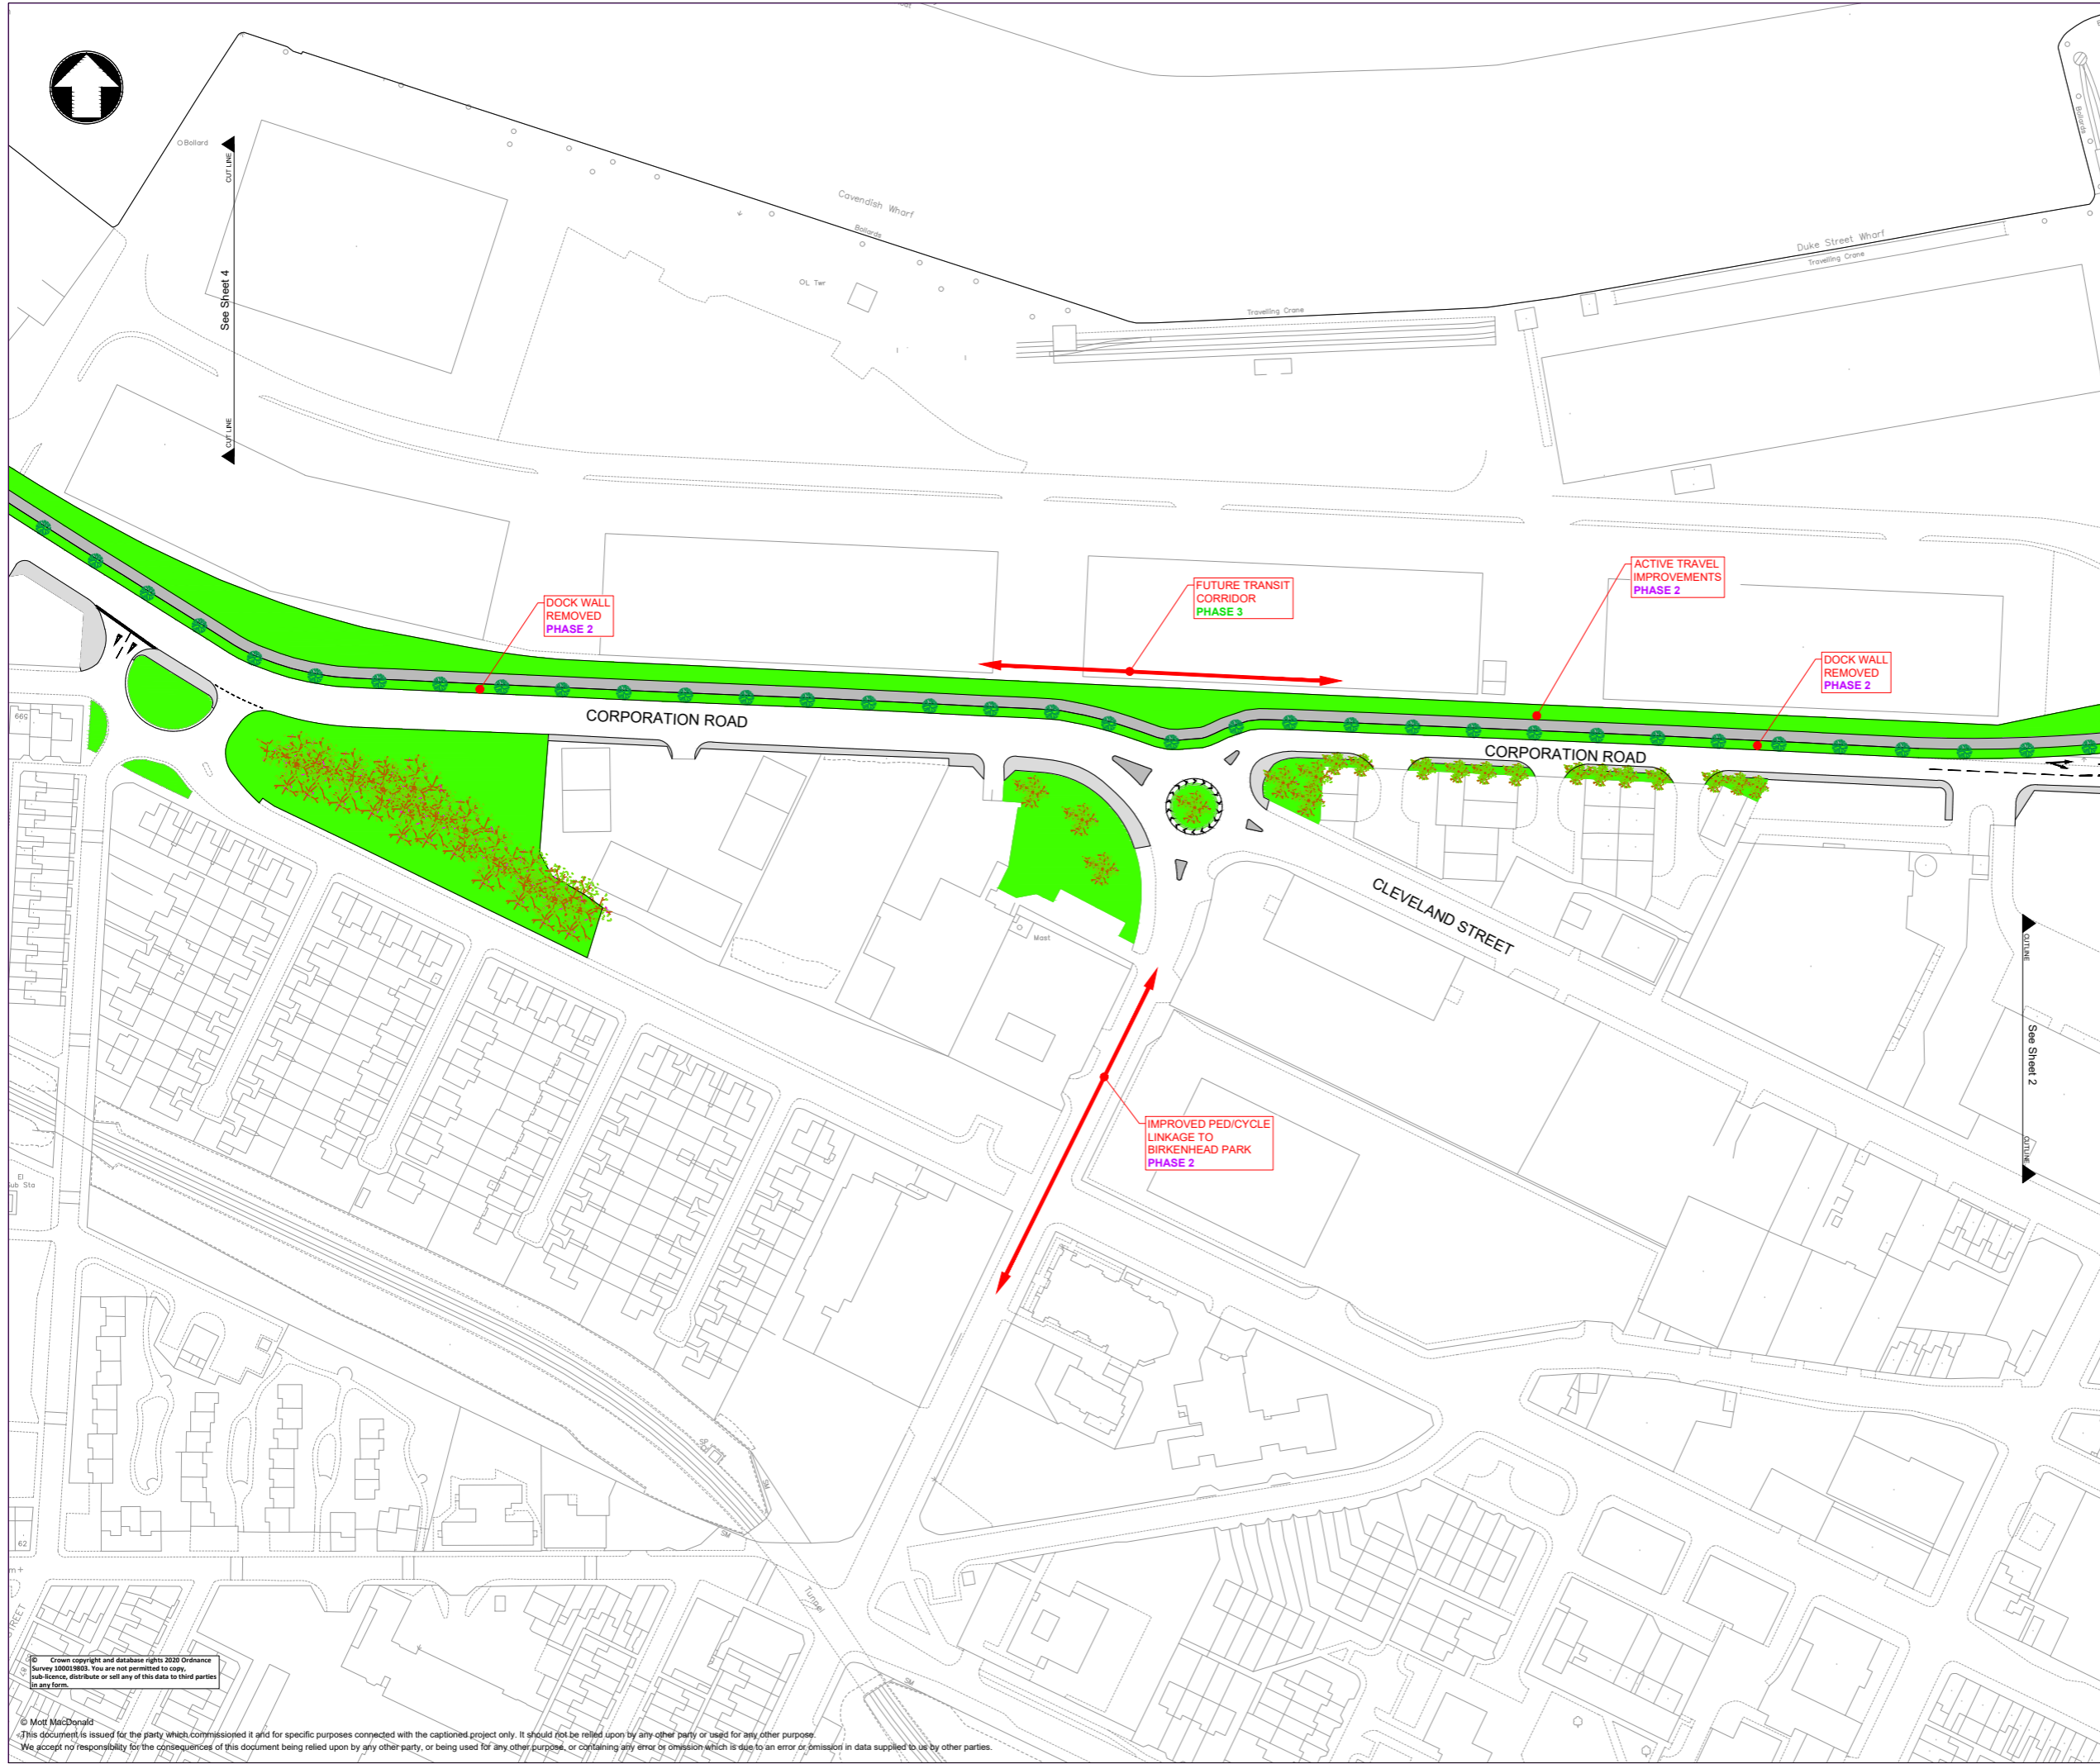 Bollard
CUT LINE
See Sheet 4
CUT LINE
Cavendish Wharf
Bollards
L Twr
Travelling Crane
Duke Street Wharf
Travelling Crane
Bollards
DOCK WALL
REMOVED
PHASE 2
FUTURE TRANSIT
CORRIDOR
PHASE 3
ACTIVE TRAVEL
IMPROVEMENTS
PHASE 2
DOCK WALL
REMOVED
PHASE 2
CORPORATION ROAD
CORPORATION ROAD
CLEVELAND STREET
Mast
CUTLINE
See Sheet 2
CUTLINE
IMPROVED PED/CYCLE
LINKAGE TO
BIRKENHEAD PARK
PHASE 2
El
Sub Sta
62
SM
SM
Tunnel
SM
© Crown copyright and database rights 2020 Ordnance
Survey 100019803. You are not permitted to copy,
sub-licence, distribute or sell any of this data to third parties
in any form.
© Mott MacDonald
This document is issued for the party which commissioned it and for specific purposes connected with the captioned project only. It should not be relied upon by any other party or used for any other purpose.
We accept no responsibility for the consequences of this document being relied upon by any other party, or being used for any other purpose, or containing any error or omission which is due to an error or omission in data supplied to us by other parties.